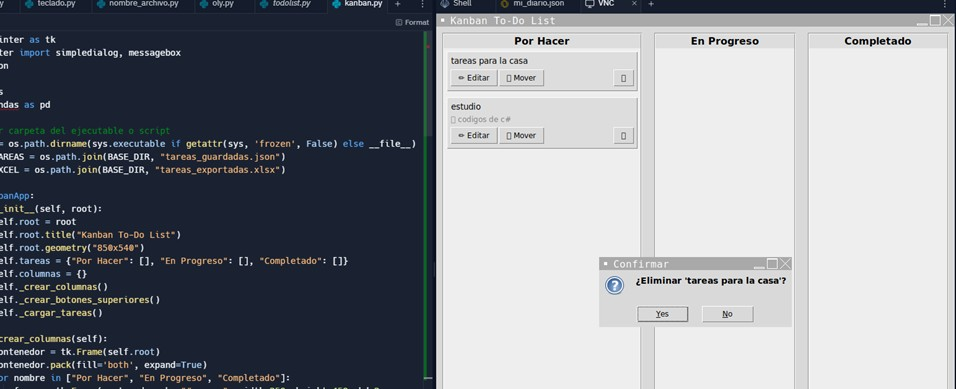 teclado.py nombre_archivo.py oly.py todolist.py kanban.py × + Shell mi_diario.json VNC × +
Format
inter as tk
ter import simpledialog, messagebox
on
s
ndas as pd
r carpeta del ejecutable o script
= os.path.dirname(sys.executable if getattr(sys, 'frozen', False) else __file__)
AREAS = os.path.join(BASE_DIR, "tareas_guardadas.json")
XCEL = os.path.join(BASE_DIR, "tareas_exportadas.xlsx")
banApp:
_init__(self, root):
elf.root = root
elf.root.title("Kanban To-Do List")
elf.root.geometry("850x540")
elf.tareas = {"Por Hacer": [], "En Progreso": [], "Completado": []}
elf.columnas = {}
elf._crear_columnas()
elf._crear_botones_superiores()
elf._cargar_tareas()
crear_columnas(self):
ontenedor = tk.Frame(self.root)
ontenedor.pack(fill='both', expand=True)
or nombre in ["Por Hacer", "En Progreso", "Completado"]:
Kanban To-Do List
Por Hacer
tareas para la casa
✏ Editar Mover
estudio
codigos de c#
✏ Editar Mover
En Progreso
Completado
Confirmar
¿Eliminar 'tareas para la casa'?
Yes No